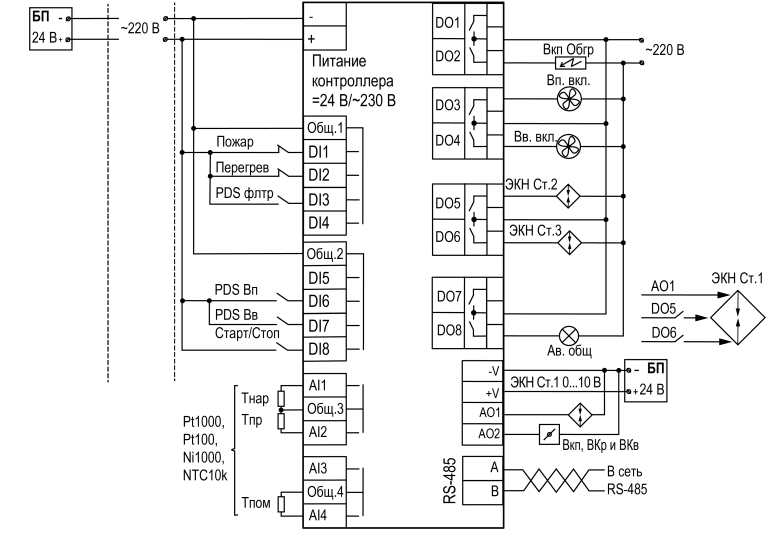 БП -
24 В +
~220 В
-
+
Питание
контроллера
=24 В/~230 В
Общ.1
DI1
DI2
DI3
DI4
Пожар
Перегрев
PDS флтр
Общ.2
DI5
DI6
DI7
DI8
PDS Вп
PDS Вв
Старт/Стоп
AI1
Общ.3
AI2
Тнар
Тпр
Pt1000,
Pt100,
Ni1000,
NTC10k
AI3
Общ.4
AI4
Тпом
DO1
DO2
Вкп Обгр
~220 В
Вп. вкл.
DO3
DO4
Вв. вкл.
DO5
DO6
ЭКН Ст.2
ЭКН Ст.3
DO7
DO8
Ав. общ
AO1
DO5
DO6
ЭКН Ст.1
-V
+V
AO1
AO2
ЭКН Ст.1 0...10 В
- БП
+ 24 В
Вкп, ВКр и ВКв
RS-485
A
B
В сеть
RS-485